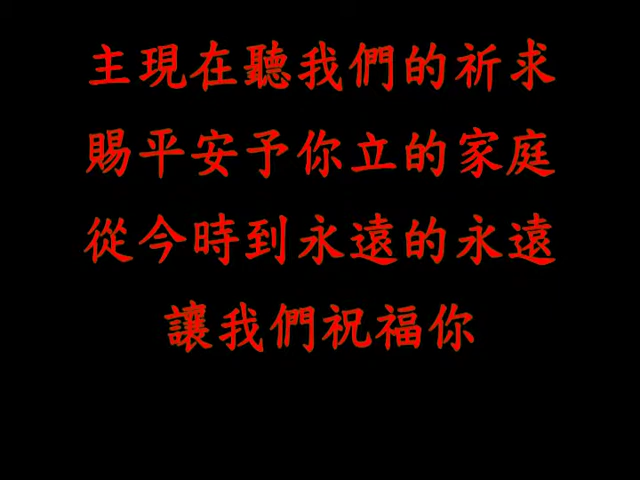 主現在聽我們的祈求
賜平安予你立的家庭
從今時到永遠的永遠
讓我們祝福你